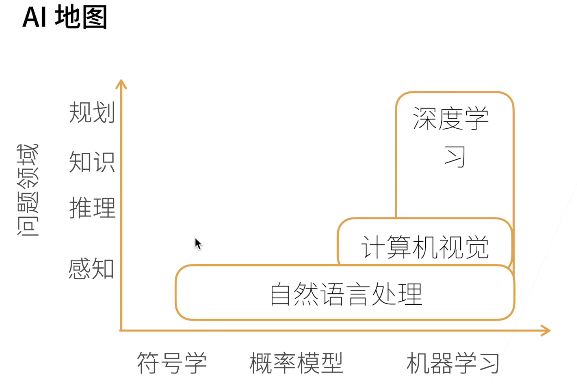 AI 地图
规划
知识
推理
感知
问题领域
深度学
习
计算机视觉
自然语言处理
符号学
概率模型
机器学习